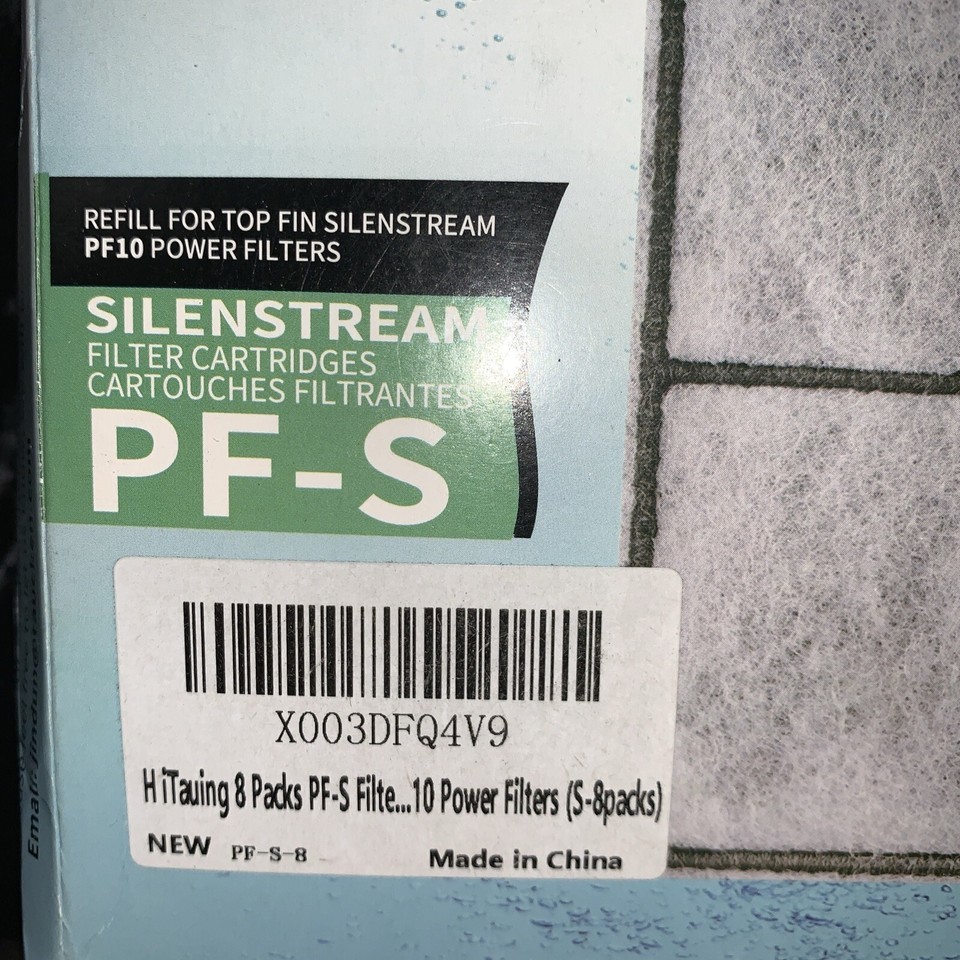 REFILL FOR TOP FIN SILENSTREAM
PF10 POWER FILTERS
SILENSTREAM
FILTER CARTRIDGES
CARTOUCHES FILTRANTES
PF-S
X003DFQ4V9
HiTauing 8 Packs PF-S Filte...10 Power Filters (S-8packs)
NEW PF-S-8
Made in China